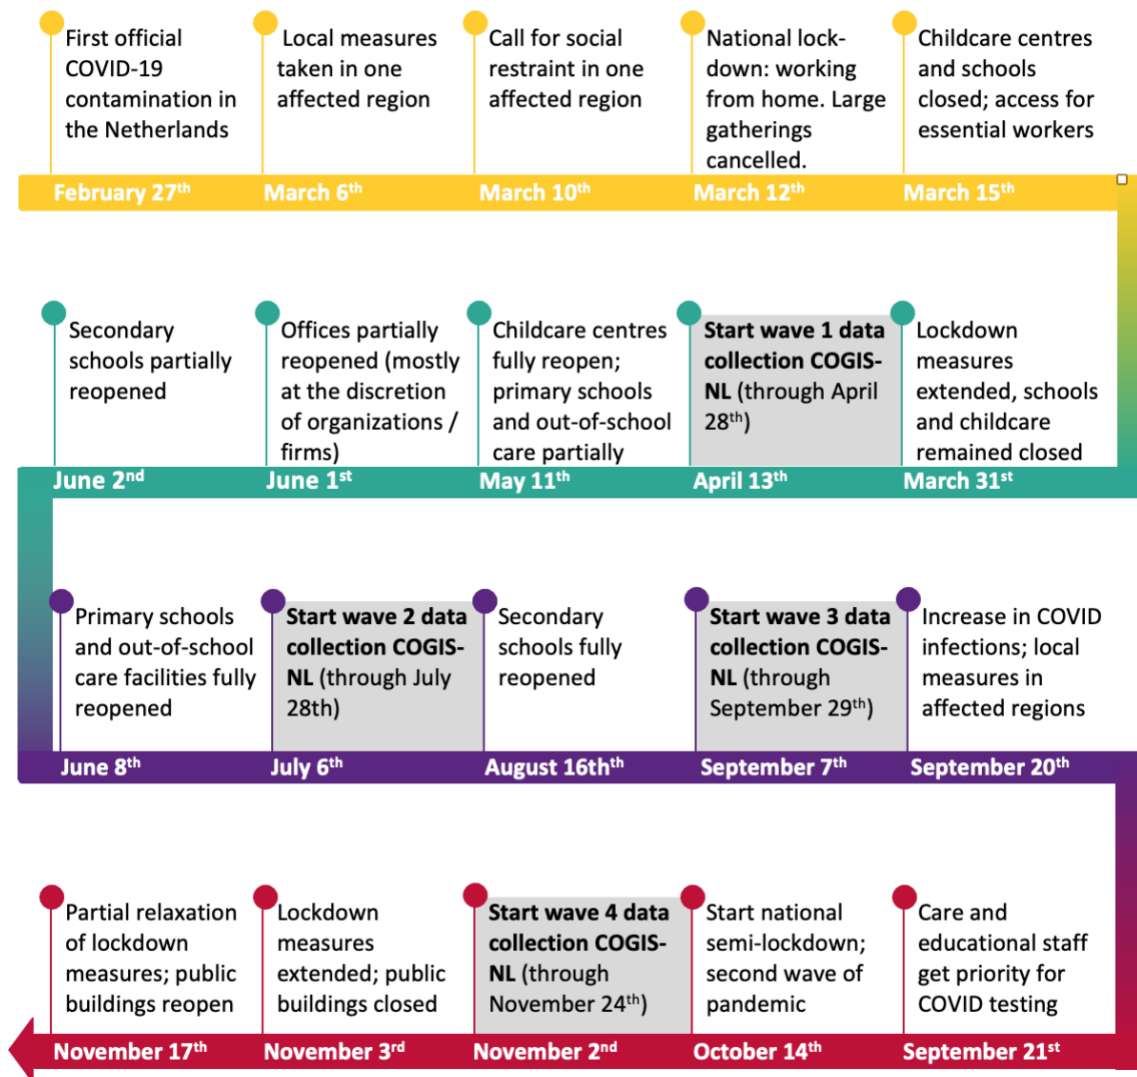 First official
COVID-19
contamination in
the Netherlands
February 27th
Local measures
taken in one
affected region
March 6th
Call for social
restraint in one
affected region
March 10th
National lock-
down: working
from home. Large
gatherings
cancelled.
March 12th
Childcare centres
and schools
closed; access for
essential workers
March 15th
Secondary
schools partially
reopened
June 2nd
Offices partially
reopened (mostly
at the discretion
of organizations /
firms)
June 1st
Childcare centres
fully reopen;
primary schools
and out-of-school
care partially
May 11th
Start wave 1 data
collection COGIS-
NL (through April
28th)
April 13th
Lockdown
measures
extended, schools
and childcare
remained closed
March 31st
Primary schools
and out-of-school
care facilities fully
reopened
June 8th
Start wave 2 data
collection COGIS-
NL (through July
28th)
July 6th
Secondary
schools fully
reopened
August 16thth
Start wave 3 data
collection COGIS-
NL (through
September 29th)
September 7th
Increase in COVID
infections; local
measures in
affected regions
September 20th
Partial relaxation
of lockdown
measures; public
buildings reopen
November 17th
Lockdown
measures
extended; public
buildings closed
November 3rd
Start wave 4 data
collection COGIS-
NL (through
November 24th)
November 2nd
Start national
semi-lockdown;
second wave of
pandemic
October 14th
Care and
educational staff
get priority for
COVID testing
September 21st